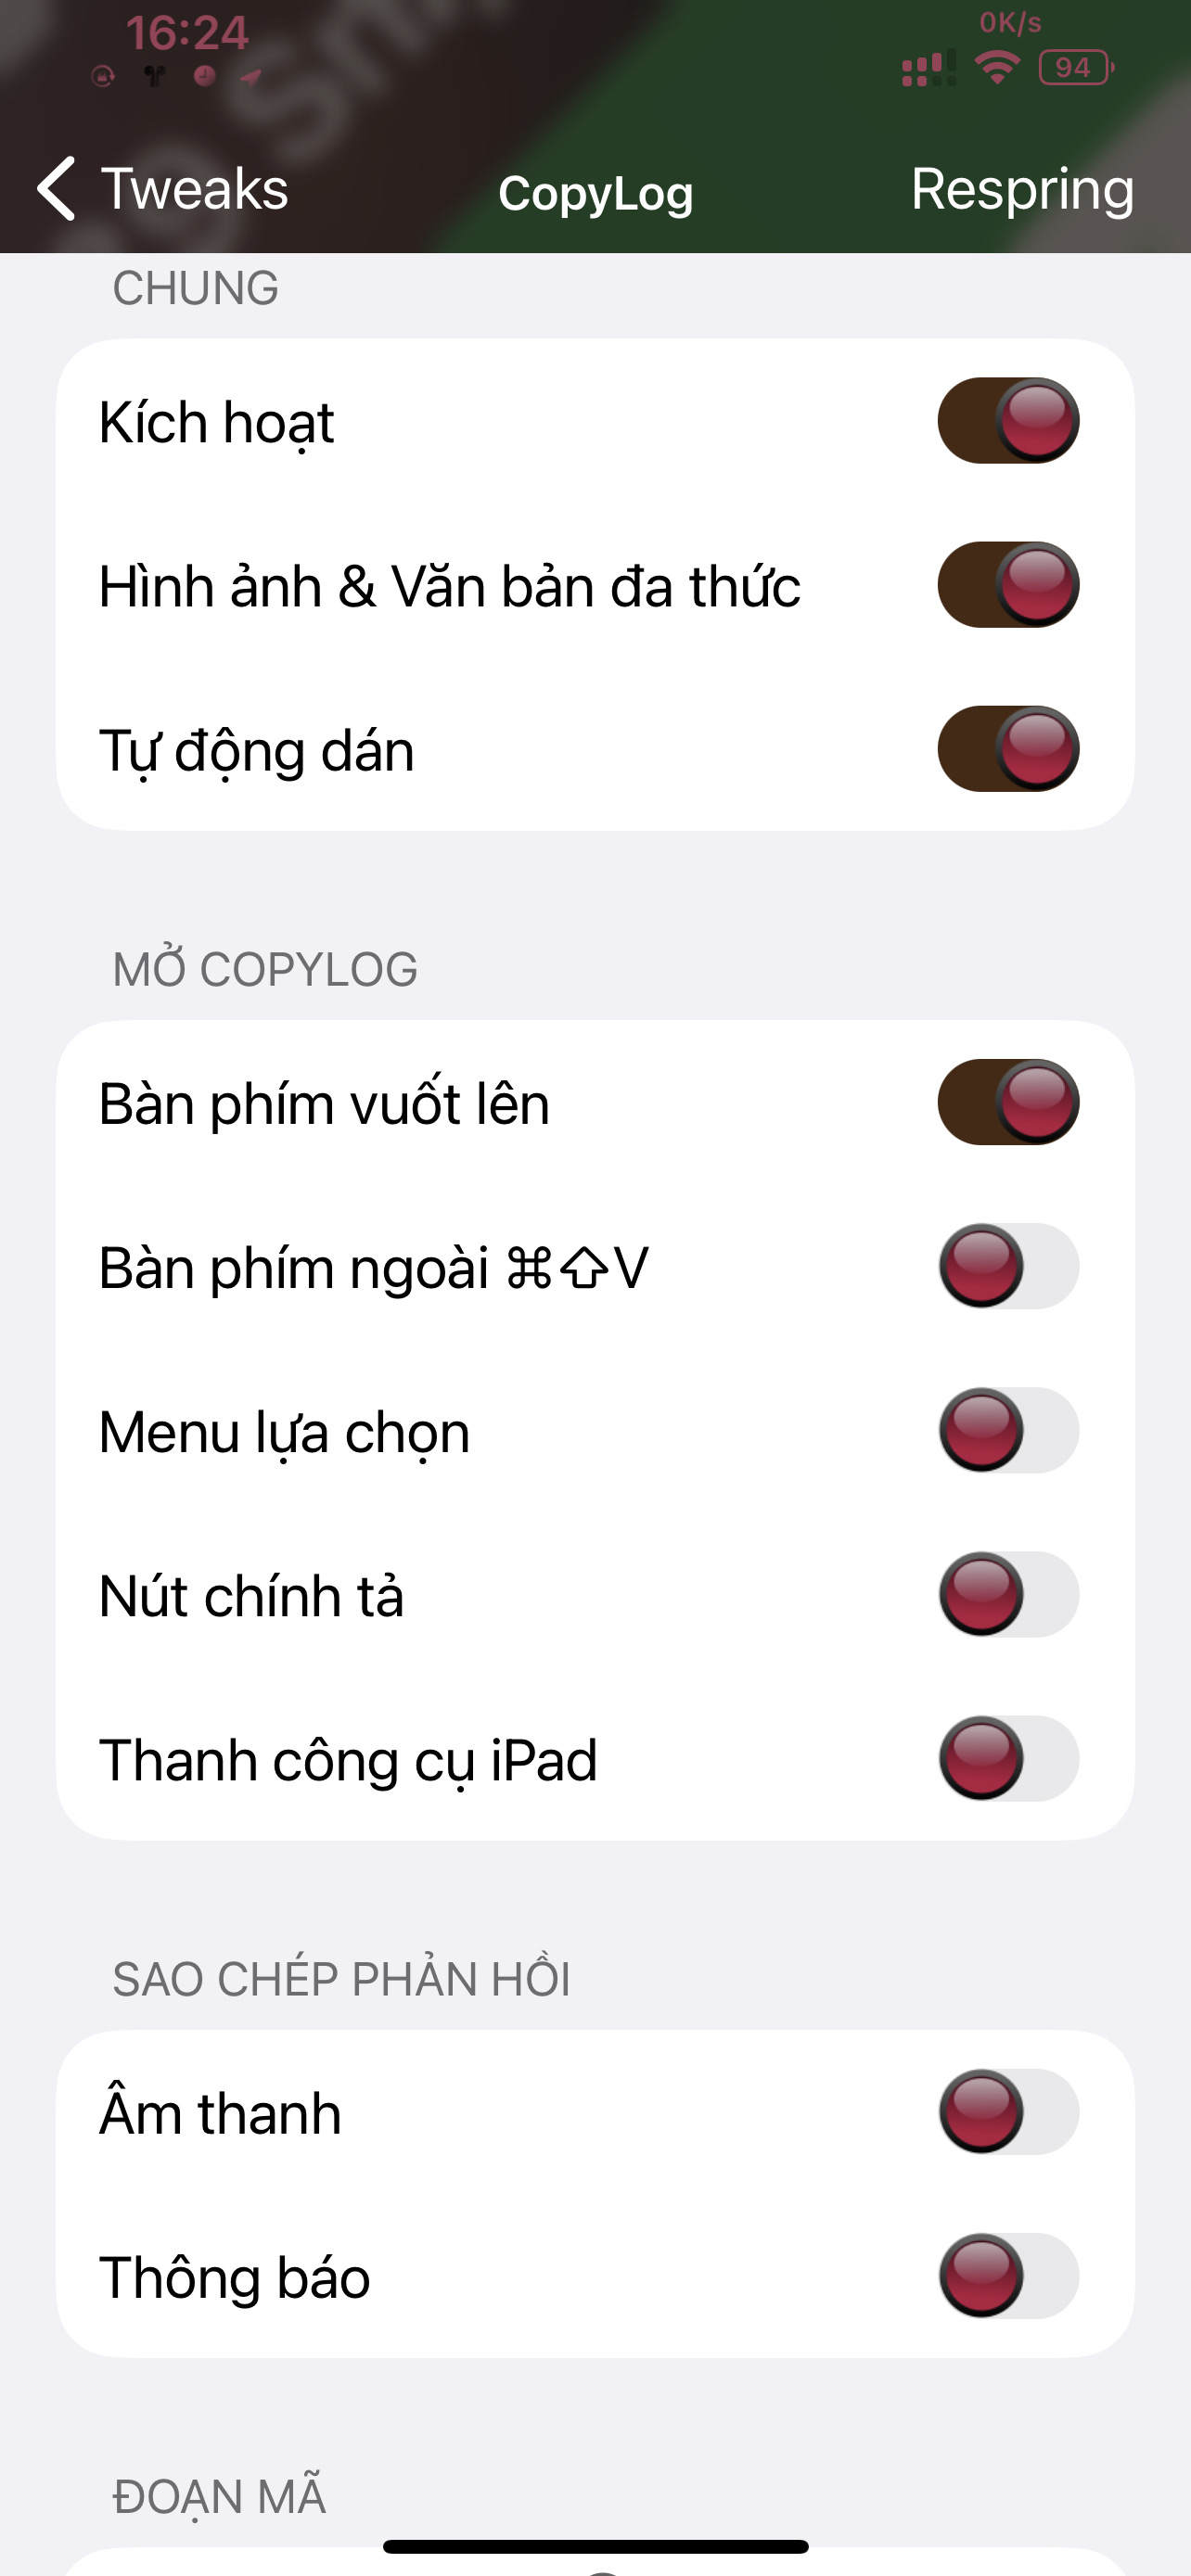 16:24
0K/s
94
Tweaks
CopyLog
Respring
CHUNG
Kích hoạt
Hình ảnh & Văn bản đa thức
Tự động dán
MỞ COPYLOG
Bàn phím vuốt lên
Bàn phím ngoài ⌘⇧V
Menu lựa chọn
Nút chính tả
Thanh công cụ iPad
SAO CHÉP PHẢN HỒI
Âm thanh
Thông báo
ĐOẠN MÃ